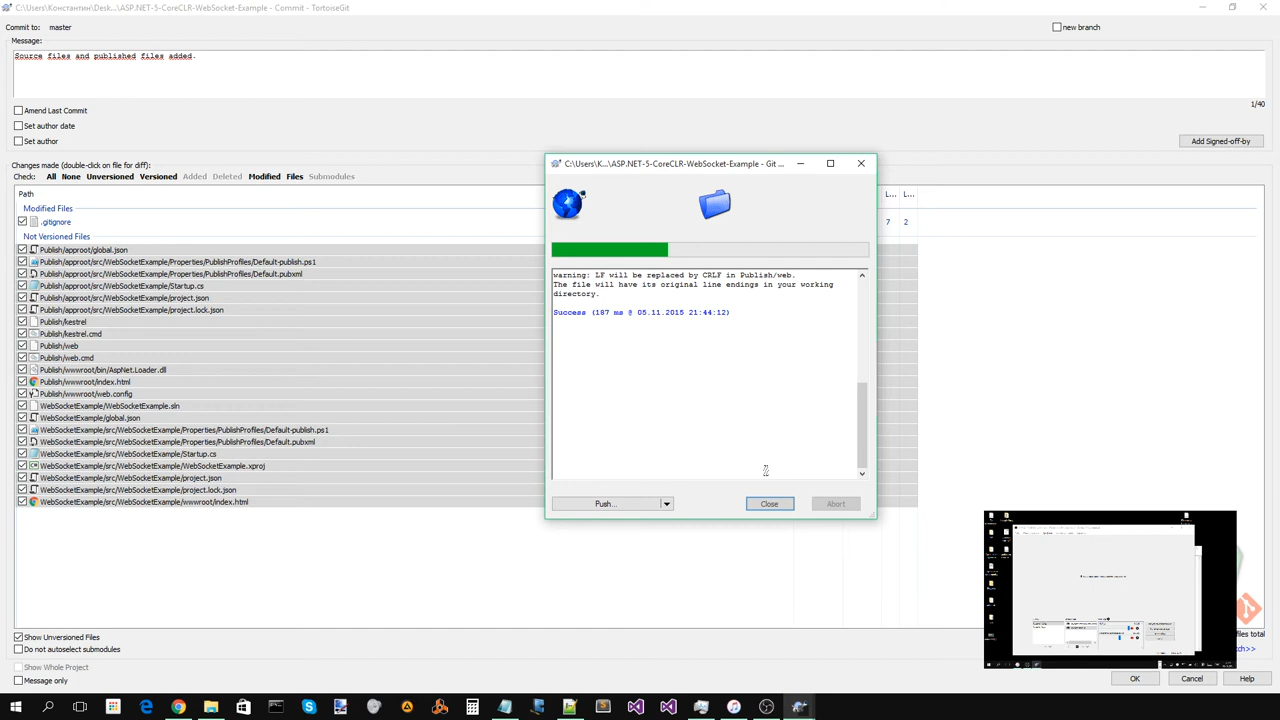 C:\Users\Константин\Desk...\ASP.NET-5-CoreCLR-WebSocket-Example - Commit - TortoiseGit
Commit to: master
new branch
Message:
Source files and published files added.
1/40
Amend Last Commit
Set author date
Set author
Add Signed-off-by
Changes made (double-click on file for diff):
Check: All None Unversioned Versioned Added Deleted Modified Files Submodules
Path L... L...
Modified Files
.gitignore 7 2
Not Versioned Files
Publish/approot/global.json
Publish/approot/src/WebSocketExample/Properties/PublishProfiles/Default-publish.ps1
Publish/approot/src/WebSocketExample/Properties/PublishProfiles/Default.pubxml
Publish/approot/src/WebSocketExample/Startup.cs
Publish/approot/src/WebSocketExample/project.json
Publish/approot/src/WebSocketExample/project.lock.json
Publish/kestrel
Publish/kestrel.cmd
Publish/web
Publish/web.cmd
Publish/wwwroot/bin/AspNet.Loader.dll
Publish/wwwroot/index.html
Publish/wwwroot/web.config
WebSocketExample/WebSocketExample.sln
WebSocketExample/global.json
WebSocketExample/src/WebSocketExample/Properties/PublishProfiles/Default-publish.ps1
WebSocketExample/src/WebSocketExample/Properties/PublishProfiles/Default.pubxml
WebSocketExample/src/WebSocketExample/Startup.cs
WebSocketExample/src/WebSocketExample/WebSocketExample.xproj
WebSocketExample/src/WebSocketExample/project.json
WebSocketExample/src/WebSocketExample/project.lock.json
WebSocketExample/src/WebSocketExample/wwwroot/index.html
C:\Users\K...\ASP.NET-5-CoreCLR-WebSocket-Example - Git ...
warning: LF will be replaced by CRLF in Publish/web.
The file will have its original line endings in your working
directory.
Success (187 ms @ 05.11.2015 21:44:12)
Push...
Close
Abort
Show Unversioned Files
files total
Do not autoselect submodules
Show Whole Project
Message only
OK
Cancel
Help